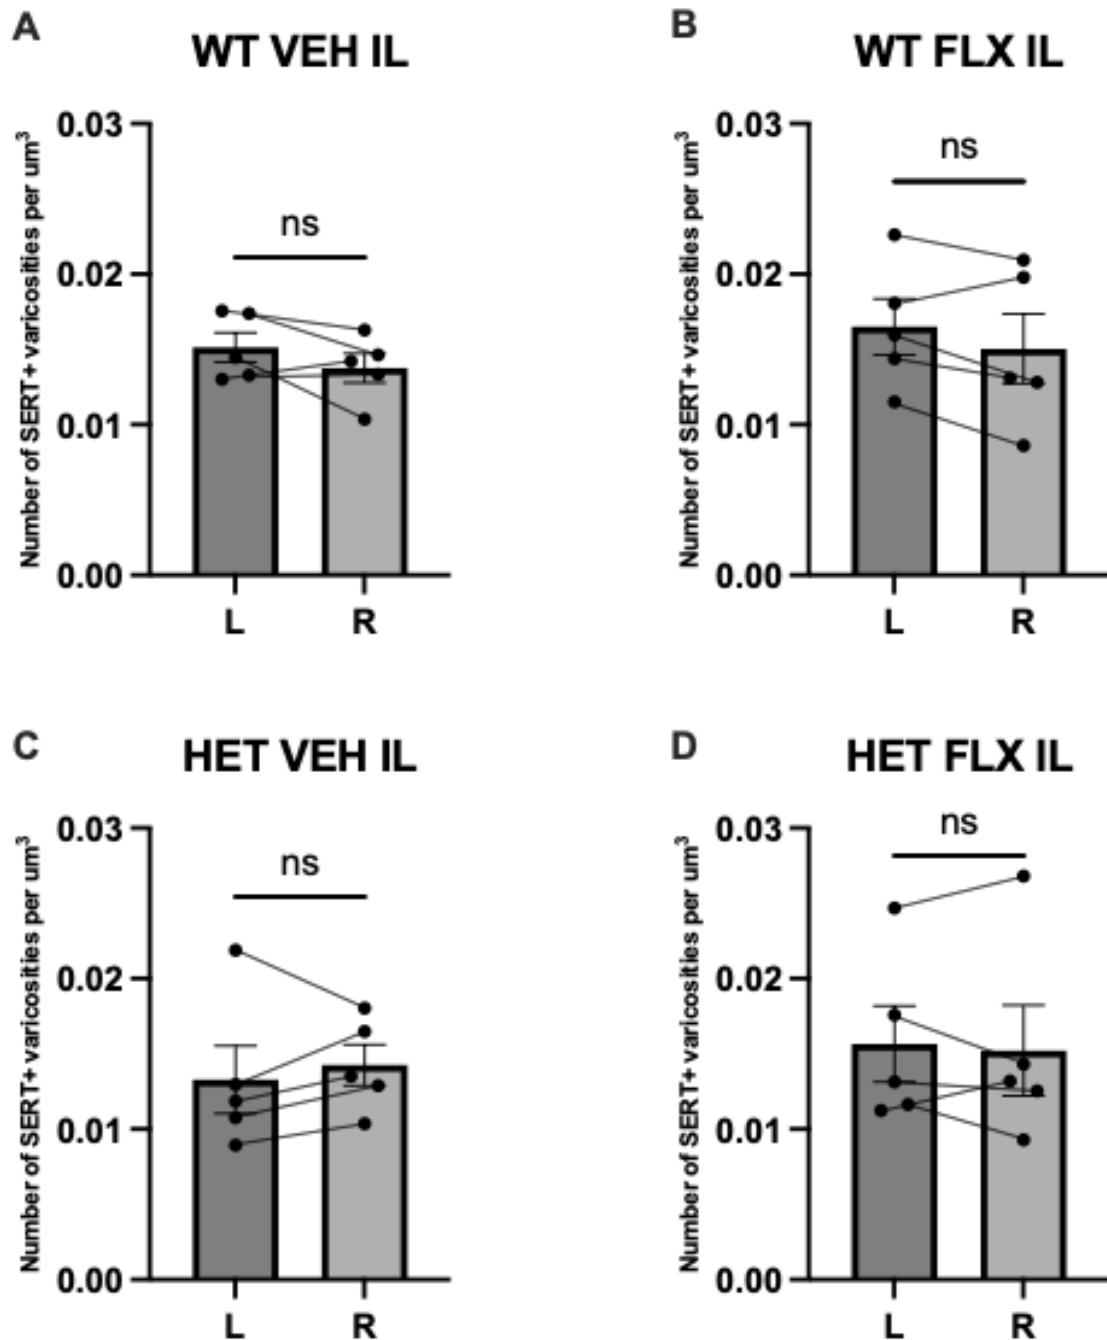 A
WT VEH IL
Number of SERT+ varicosities per um³
0.03
0.02
0.01
0.00
ns
L
R
B
WT FLX IL
Number of SERT+ varicosities per um³
0.03
0.02
0.01
0.00
ns
L
R
C
HET VEH IL
Number of SERT+ varicosities per um³
0.03
0.02
0.01
0.00
ns
L
R
D
HET FLX IL
Number of SERT+ varicosities per um³
0.03
0.02
0.01
0.00
ns
L
R